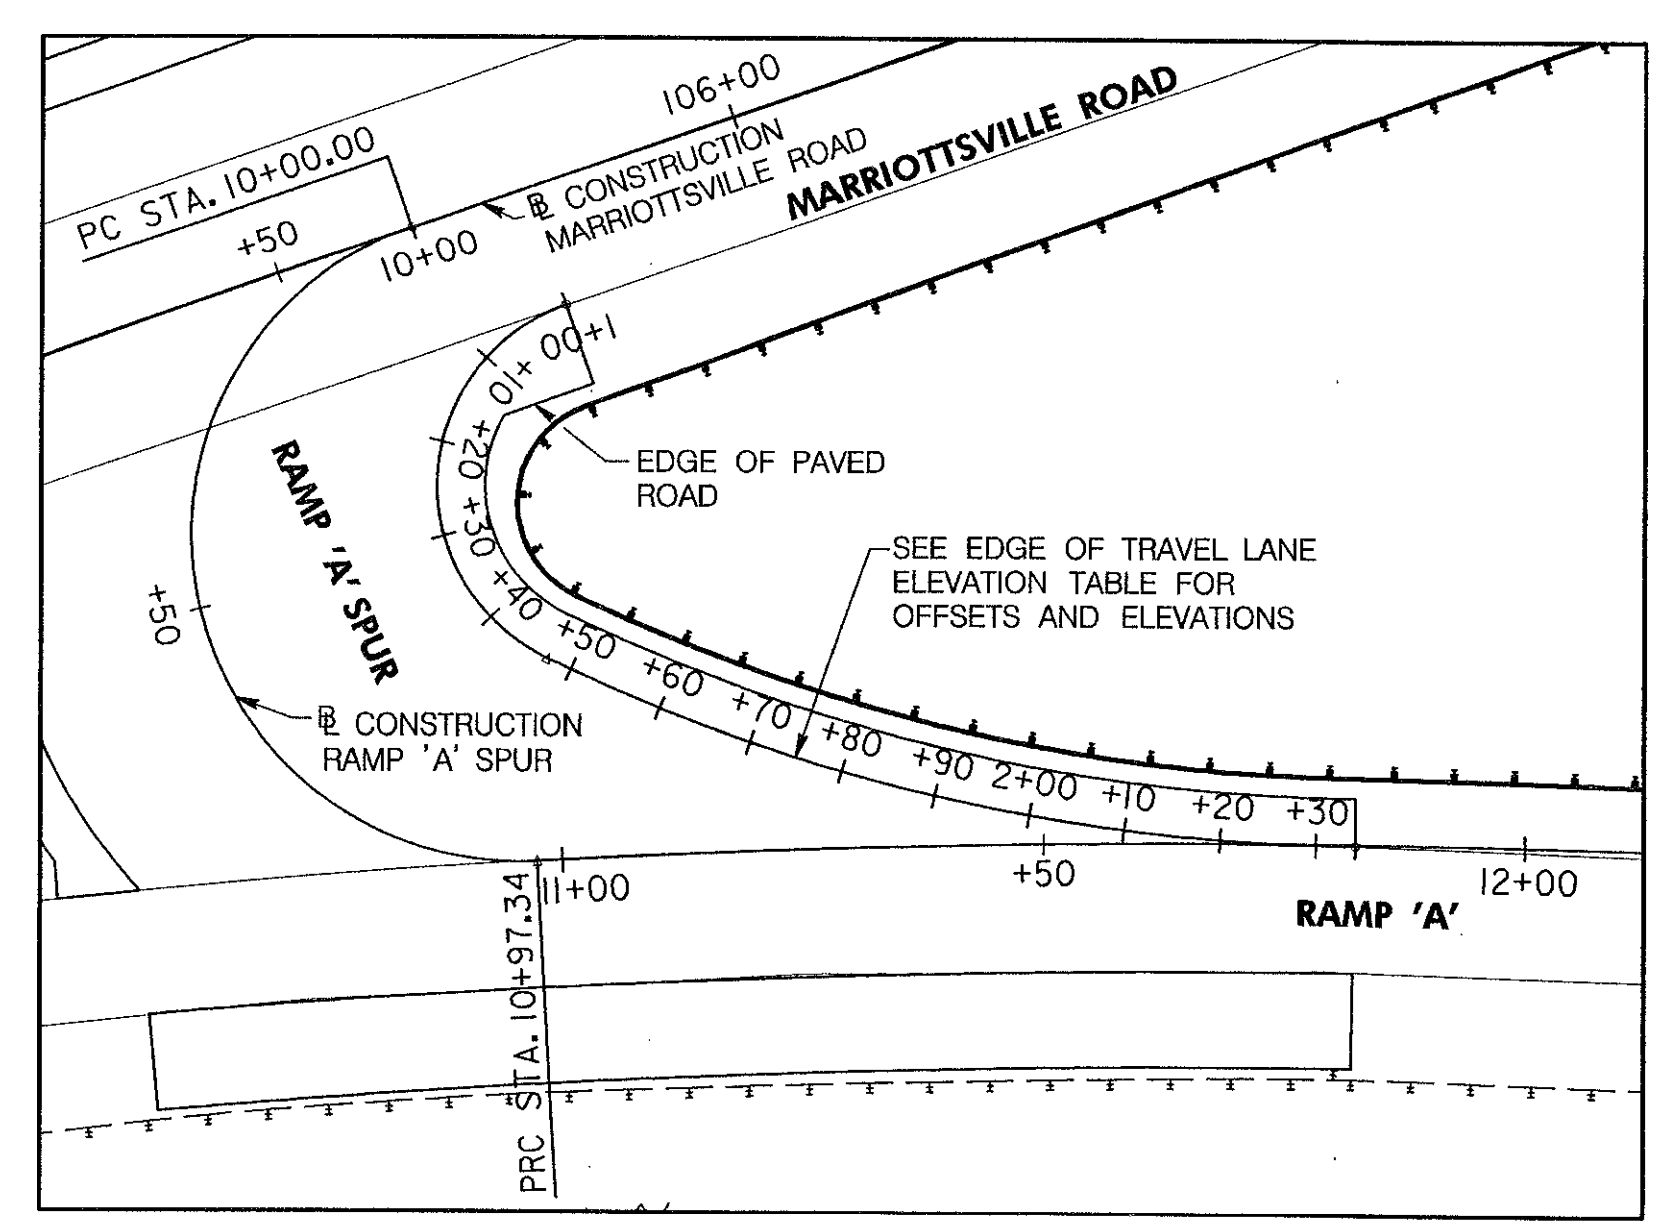 106+00
PC STA. 10+00.00
+50
10+00
BL CONSTRUCTION
MARRIOTTSVILLE ROAD
MARRIOTTSVILLE ROAD
1+00
+10
+20
+30
+40
+50
+60
+70
+80
+90
2+00
+10
+20
+30
EDGE OF PAVED
ROAD
SEE EDGE OF TRAVEL LANE
ELEVATION TABLE FOR
OFFSETS AND ELEVATIONS
RAMP 'A' SPUR
+50
BL CONSTRUCTION
RAMP 'A' SPUR
11+00
+50
12+00
RAMP 'A'
PRC STA. 10+97.34